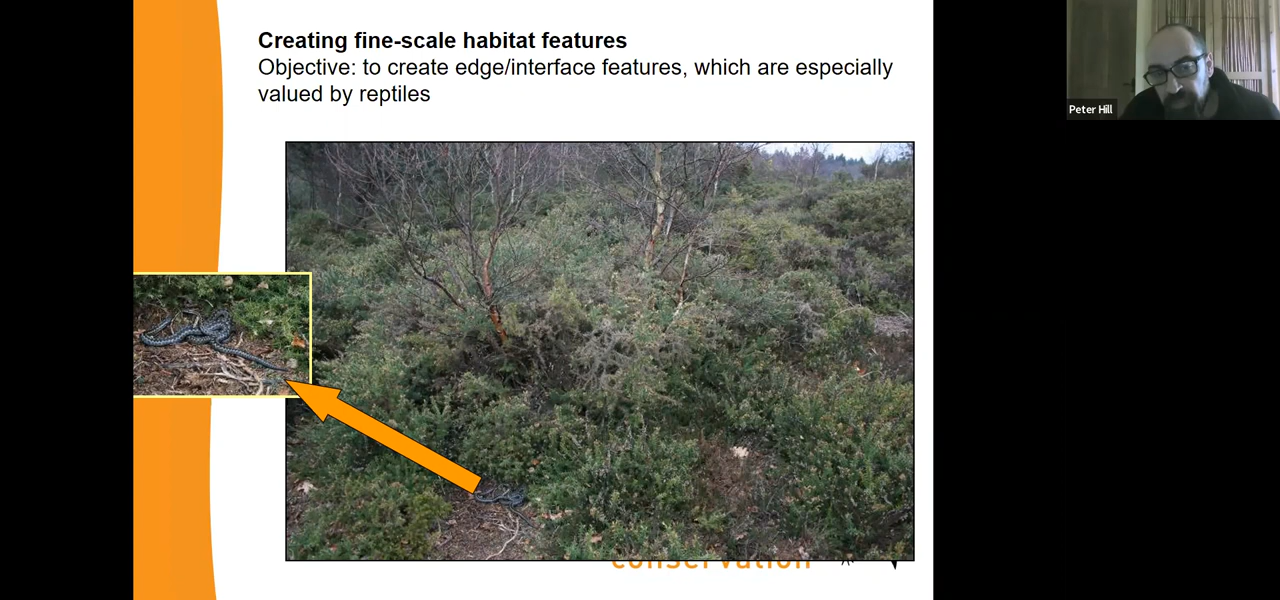 Creating fine-scale habitat features
Objective: to create edge/interface features, which are especially
valued by reptiles
Peter Hill
conservation